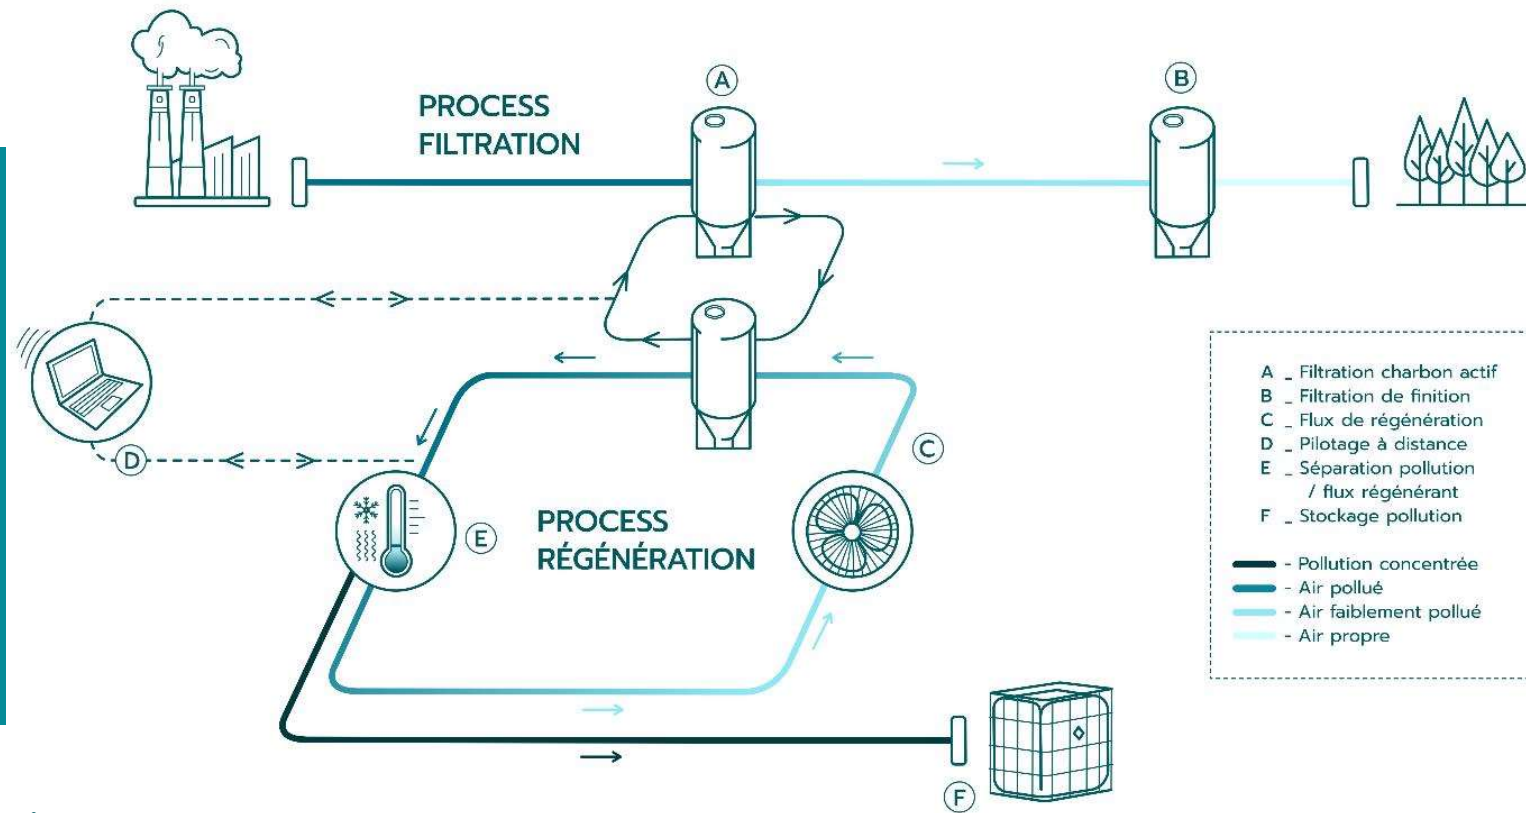 A
B
PROCESS
FILTRATION
D
C
E
PROCESS
RÉGÉNÉRATION
F
A _ Filtration charbon actif
B _ Filtration de finition
C _ Flux de régénération
D _ Pilotage à distance
E _ Séparation pollution
/ flux régénérant
F _ Stockage pollution
- Pollution concentrée
- Air pollué
- Air faiblement pollué
- Air propre